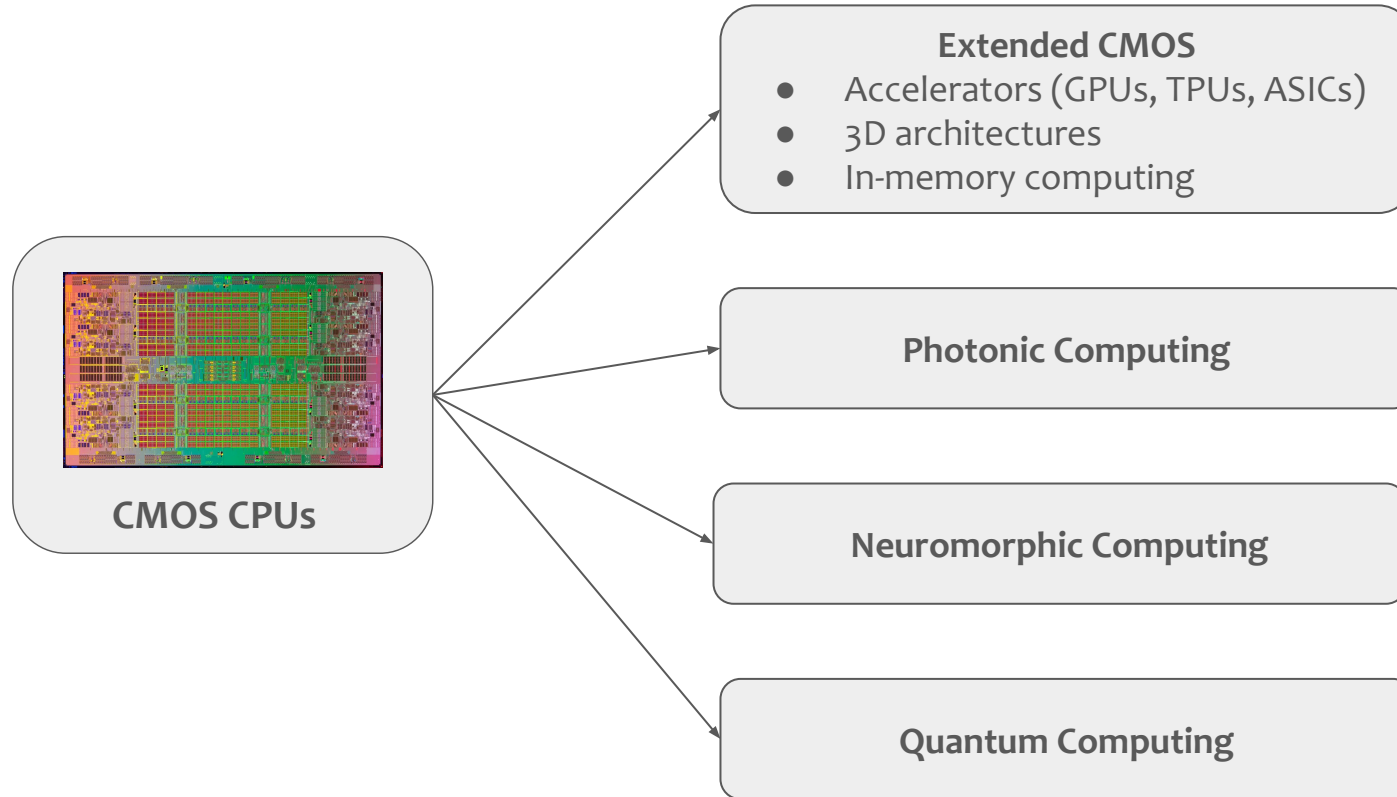 Extended CMOS
● Accelerators (GPUs, TPUs, ASICs)
● 3D architectures
● In-memory computing
CMOS CPUs
Photonic Computing
Neuromorphic Computing
Quantum Computing